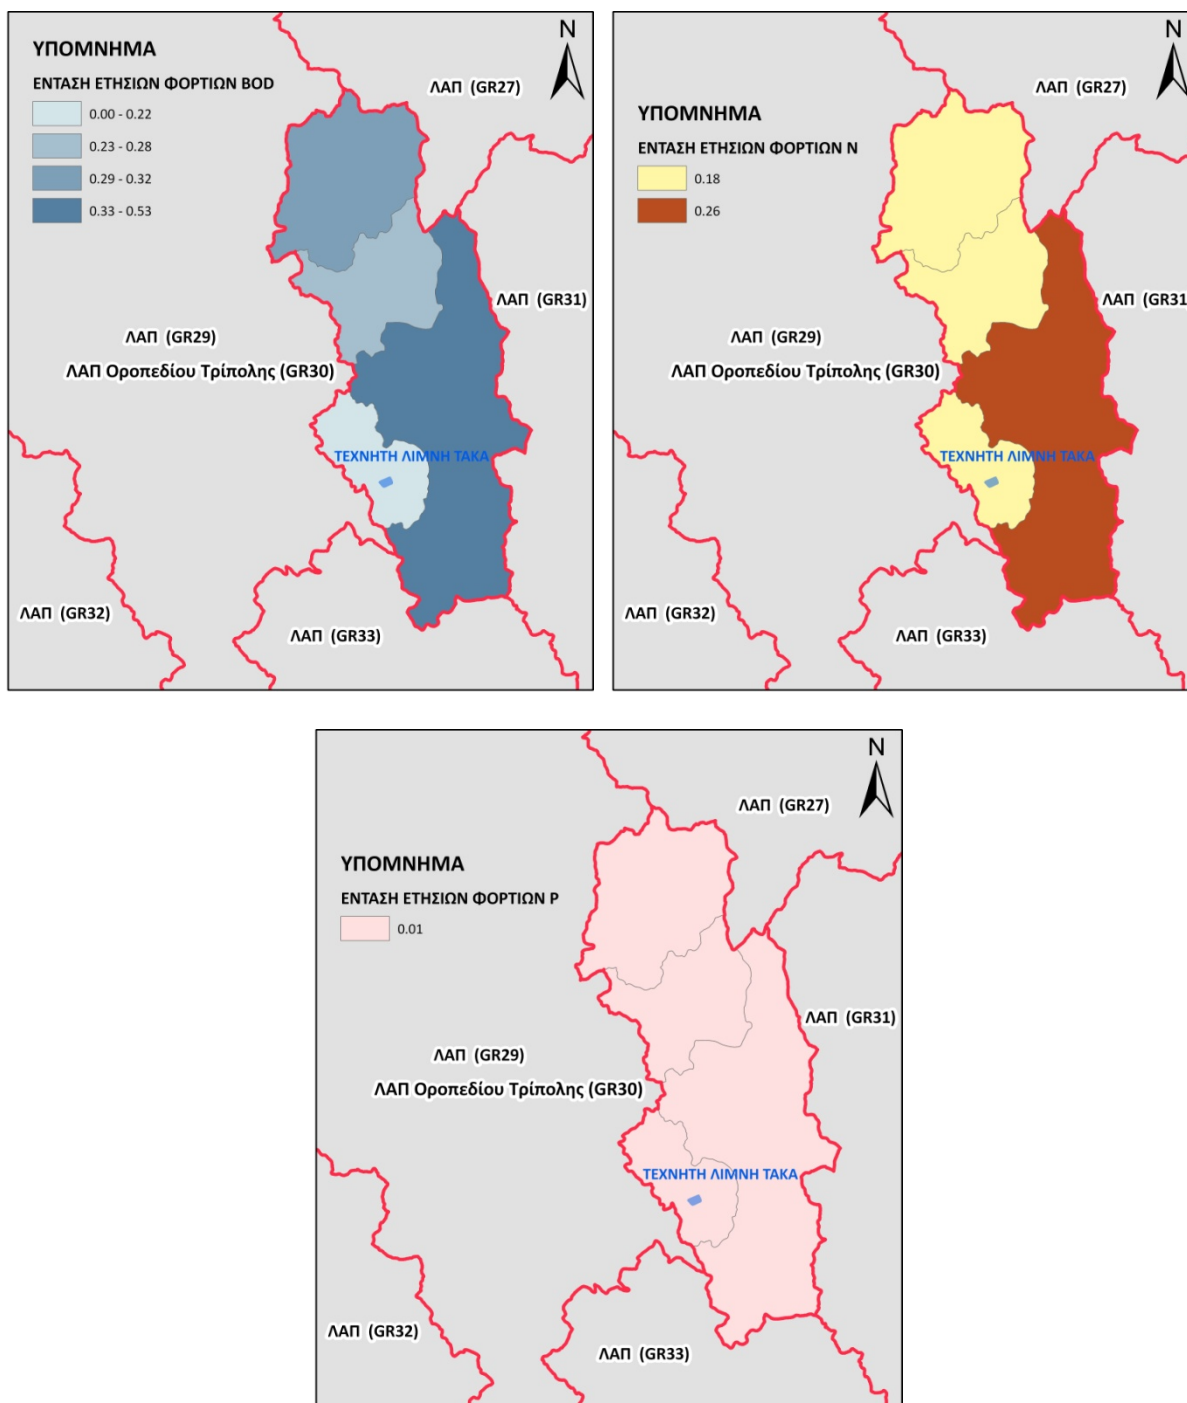 N
ΥΠΟΜΝΗΜΑ
ΕΝΤΑΣΗ ΕΤΗΣΙΩΝ ΦΟΡΤΙΩΝ BOD
0.00 - 0.22
0.23 - 0.28
0.29 - 0.32
0.33 - 0.53
ΛΑΠ (GR27)
ΛΑΠ (GR31)
ΛΑΠ (GR29)
ΛΑΠ Οροπεδίου Τρίπολης (GR30)
ΤΕΧΝΗΤΗ ΛΙΜΝΗ ΤΑΚΑ
ΛΑΠ (GR32)
ΛΑΠ (GR33)
N
ΛΑΠ (GR27)
ΥΠΟΜΝΗΜΑ
ΕΝΤΑΣΗ ΕΤΗΣΙΩΝ ΦΟΡΤΙΩΝ N
0.18
0.26
ΛΑΠ (GR31
ΛΑΠ (GR29)
ΛΑΠ Οροπεδίου Τρίπολης (GR30)
ΤΕΧΝΗΤΗ ΛΙΜΝΗ ΤΑΚΑ
ΛΑΠ (GR32)
ΛΑΠ (GR33)
N
ΛΑΠ (GR27)
ΥΠΟΜΝΗΜΑ
ΕΝΤΑΣΗ ΕΤΗΣΙΩΝ ΦΟΡΤΙΩΝ P
0.01
ΛΑΠ (GR31)
ΛΑΠ (GR29)
ΛΑΠ Οροπεδίου Τρίπολης (GR30)
ΤΕΧΝΗΤΗ ΛΙΜΝΗ ΤΑΚΑ
ΛΑΠ (GR32)
ΛΑΠ (GR33)